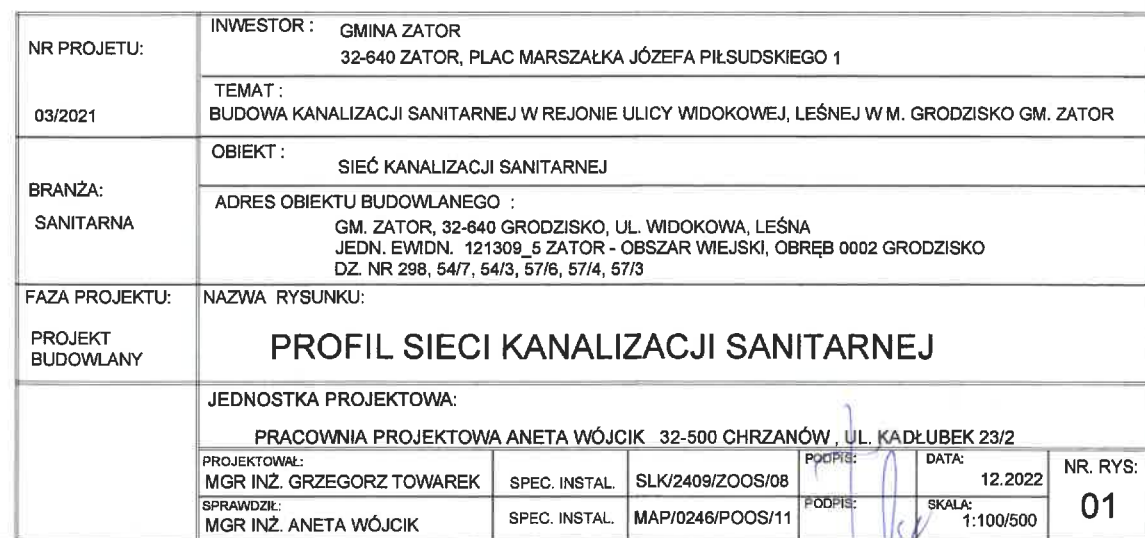 NR PROJETU:
03/2021
INWESTOR : GMINA ZATOR
32-640 ZATOR, PLAC MARSZAŁKA JÓZEFA PIŁSUDSKIEGO 1
TEMAT :
BUDOWA KANALIZACJI SANITARNEJ W REJONIE ULICY WIDOKOWEJ, LEŚNEJ W M. GRODZISKO GM. ZATOR
BRANŻA:
SANITARNA
OBIEKT :
SIEĆ KANALIZACJI SANITARNEJ
ADRES OBIEKTU BUDOWLANEGO :
GM. ZATOR, 32-640 GRODZISKO, UL. WIDOKOWA, LEŚNA
JEDN. EWIDN. 121309_5 ZATOR - OBSZAR WIEJSKI, OBRĘB 0002 GRODZISKO
DZ. NR 298, 54/7, 54/3, 57/6, 57/4, 57/3
FAZA PROJEKTU:
PROJEKT
BUDOWLANY
NAZWA RYSUNKU:
PROFIL SIECI KANALIZACJI SANITARNEJ
JEDNOSTKA PROJEKTOWA:
PRACOWNIA PROJEKTOWA ANETA WÓJCIK 32-500 CHRZANÓW , UL. KADŁUBEK 23/2
PROJEKTOWAŁ:
MGR INŻ. GRZEGORZ TOWAREK
SPEC. INSTAL.
SLK/2409/ZOOS/08
PODPIS:
DATA:
12.2022
SPRAWDZIŁ:
MGR INŻ. ANETA WÓJCIK
SPEC. INSTAL.
MAP/0246/POOS/11
PODPIS:
SKALA:
1:100/500
NR. RYS:
01